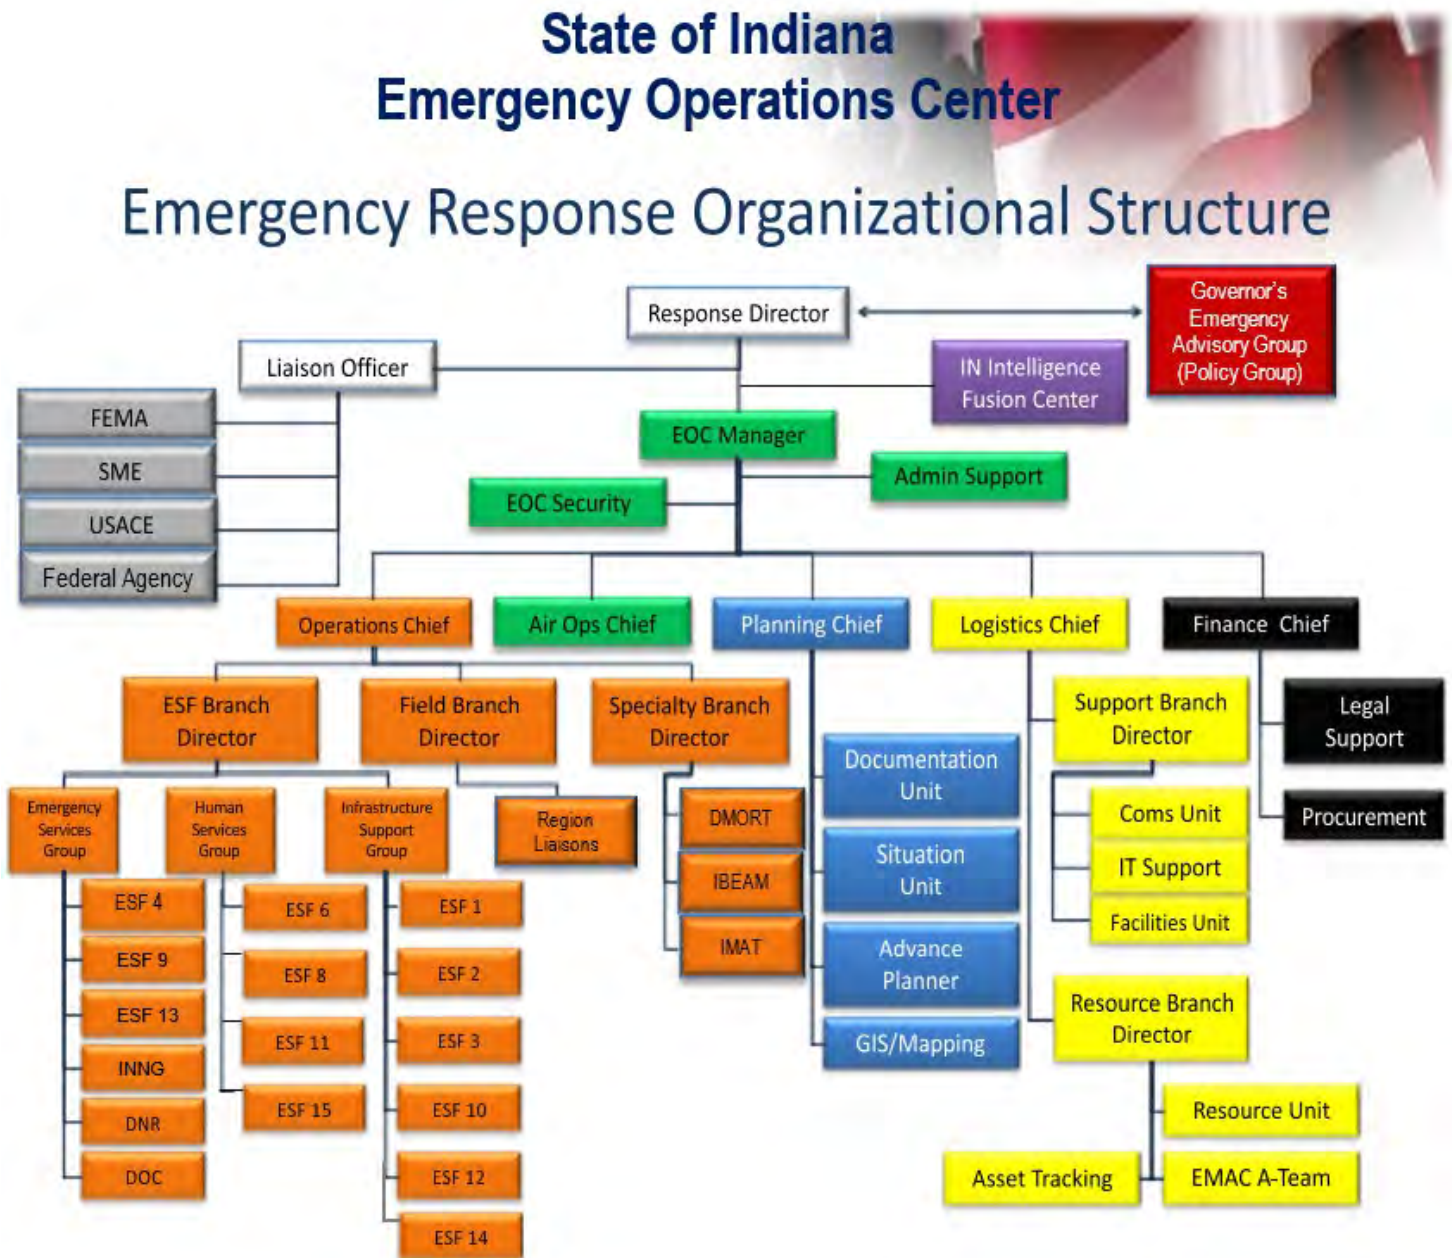 State of Indiana
Emergency Operations Center
Emergency Response Organizational Structure
Response Director
Governor's
Emergency
Advisory Group
(Policy Group)
Liaison Officer
IN Intelligence
Fusion Center
FEMA
SME
USACE
Federal Agency
EOC Manager
Admin Support
EOC Security
Operations Chief
Air Ops Chief
Planning Chief
Logistics Chief
Finance Chief
ESF Branch
Director
Field Branch
Director
Specialty Branch
Director
Emergency
Services
Group
Human
Services
Group
Infrastructure
Support
Group
Region
Liaisons
ESF 4
ESF 9
ESF 13
INNG
DNR
DOC
ESF 6
ESF 8
ESF 11
ESF 15
ESF 1
ESF 2
ESF 3
ESF 10
ESF 12
ESF 14
DMORT
IBEAM
IMAT
Documentation
Unit
Situation
Unit
Advance
Planner
GIS/Mapping
Support Branch
Director
Coms Unit
IT Support
Facilities Unit
Resource Branch
Director
Resource Unit
Asset Tracking
EMAC A-Team
Legal
Support
Procurement